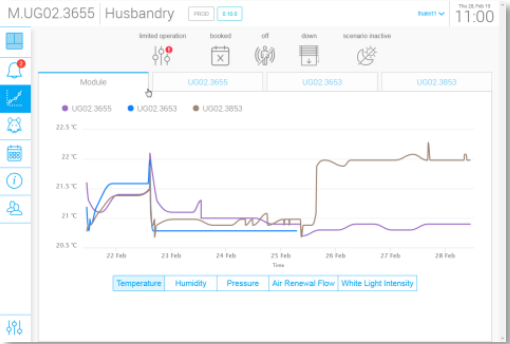 M.UG02.3655 Husbandry PROD 0.10.0 Thu 28, Feb 19
11:00
limited operation booked off down scenario inactive
Module UG02.3655 UG02.3653 UG02.3853
UG02.3655 UG02.3653 UG02.3853
22.5 ℃
22 ℃
21.5 ℃
21 ℃
20.5 ℃
22 Feb 23 Feb 24 Feb 25 Feb 26 Feb 27 Feb 28 Feb
Time
Temperature Humidity Pressure Air Renewal Flow White Light Intensity